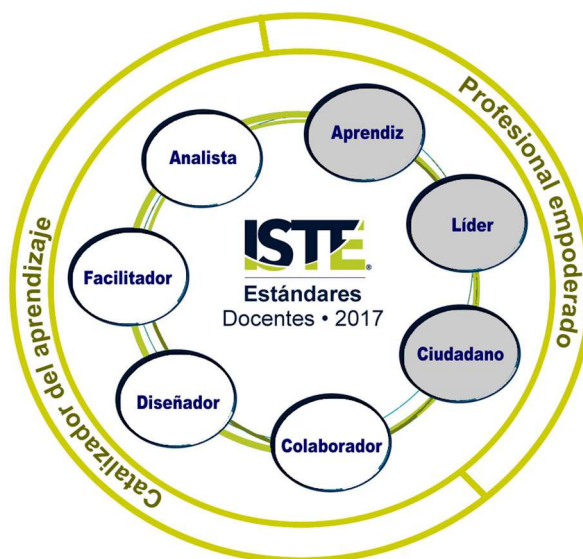 Profesional empoderado
Catalizador del aprendizaje
Aprendiz
Analista
Líder
Facilitador
ISTE®
Estándares
Docentes • 2017
Ciudadano
Diseñador
Colaborador